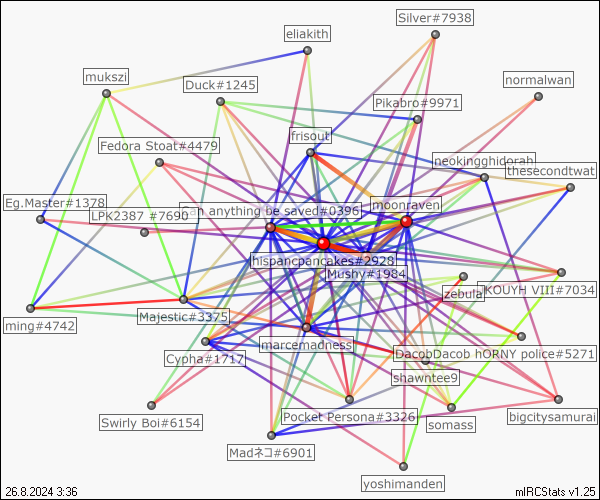 Silver#7938
eliakith
mukszi
Duck#1245
normalwan
Pikabro#9971
frisout
Fedora Stoat#4479
neokingghidorah
thesecondtwat
Eg.Master#1378
LPK2387 #7690
Can anything be saved#0396
moonraven
hispancpancakes#2928
Mushy#1984
zebula
KOUYH VIII#7034
ming#4742
Majestic#3375
marcemadness
Cypha#1717
DacobDacob hORNY police#5271
shawntee9
Swirly Boi#6154
Pocket Persona#3326
somass
bigcitysamurai
Madネコ#6901
yoshimanden
26.8.2024 3:36
mIRCStats v1.25